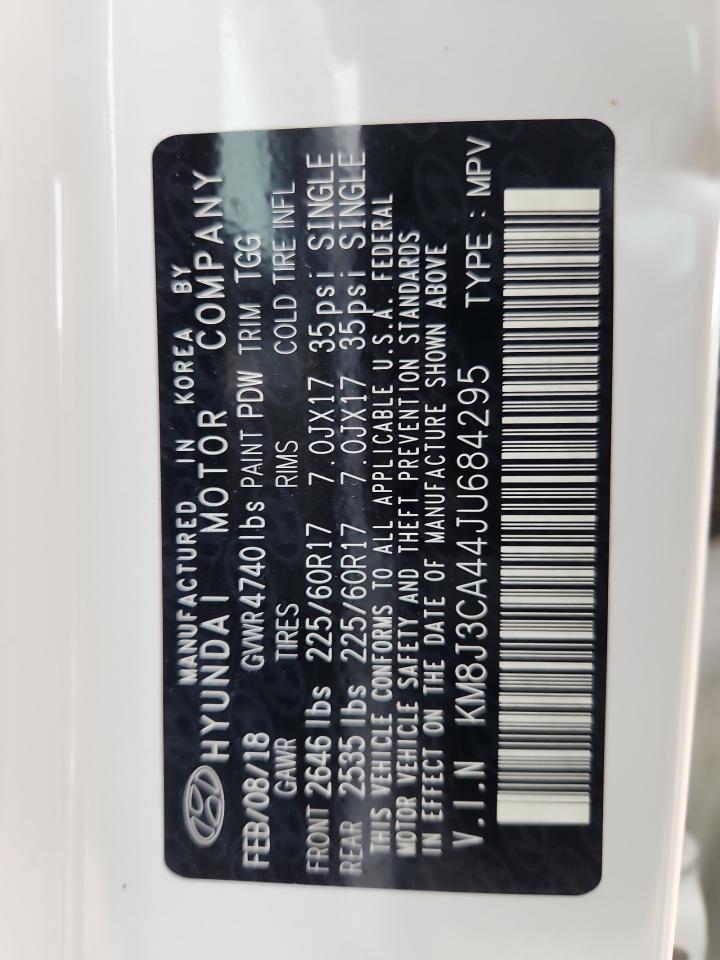 MANUFACTURED IN KOREA BY
HYUNDAI MOTOR COMPANY
FEB/08/18 GVWR 4740lbs PAINT PDW TRIM TGG
GAWR TIRES RIMS COLD TIRE INFL
FRONT 2646 lbs 225/60R17 7.0JX17 35psi SINGLE
REAR 2535 lbs 225/60R17 7.0JX17 35psi SINGLE
THIS VEHICLE CONFORMS TO ALL APPLICABLE U.S.A. FEDERAL
MOTOR VEHICLE SAFETY AND THEFT PREVENTION STANDARDS
IN EFFECT ON THE DATE OF MANUFACTURE SHOWN ABOVE
V.I.N KM8J3CA44JU684295 TYPE : MPV